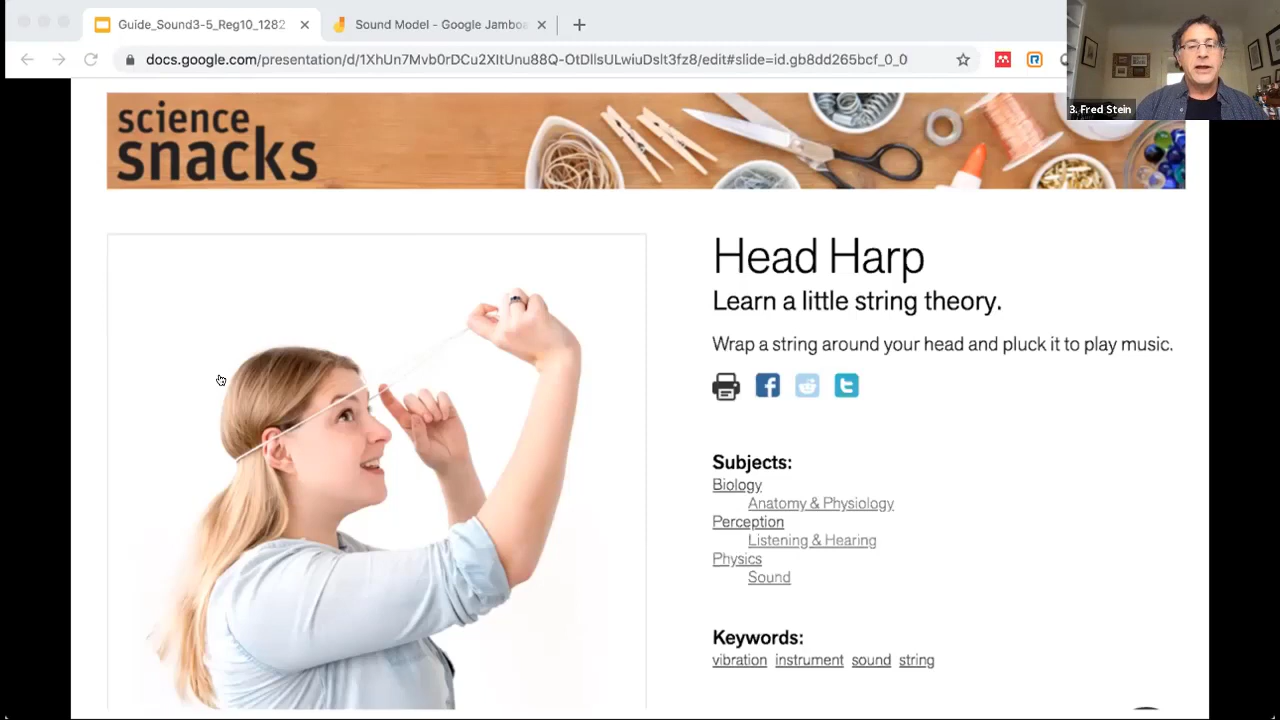 Guide_Sound3-5_Reg10_1282
Sound Model - Google Jamboa
docs.google.com/presentation/d/1XhUn7Mvb0rDCu2XItUnu88Q-OtDllsULwiuDslt3fz8/edit#slide=id.gb8dd265bcf_0_0
3. Fred Stein
science
snacks
Head Harp
Learn a little string theory.
Wrap a string around your head and pluck it to play music.
Subjects:
Biology
Anatomy & Physiology
Perception
Listening & Hearing
Physics
Sound
Keywords:
vibration instrument sound string